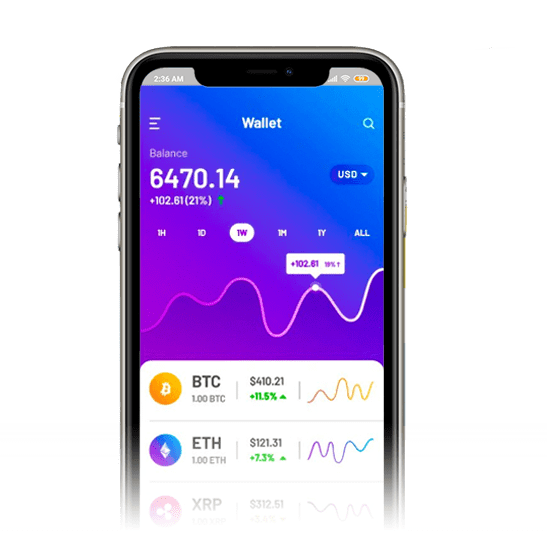 2:36 AM
Wallet
Balance
6470.14
USD
+102.61 (21%)
1H 1D 1W 1M 1Y ALL
+102.61 19%
BTC $410.21
1.00 BTC +11.5%
ETH $121.31
1.00 ETH +7.3%
XRP $312.51